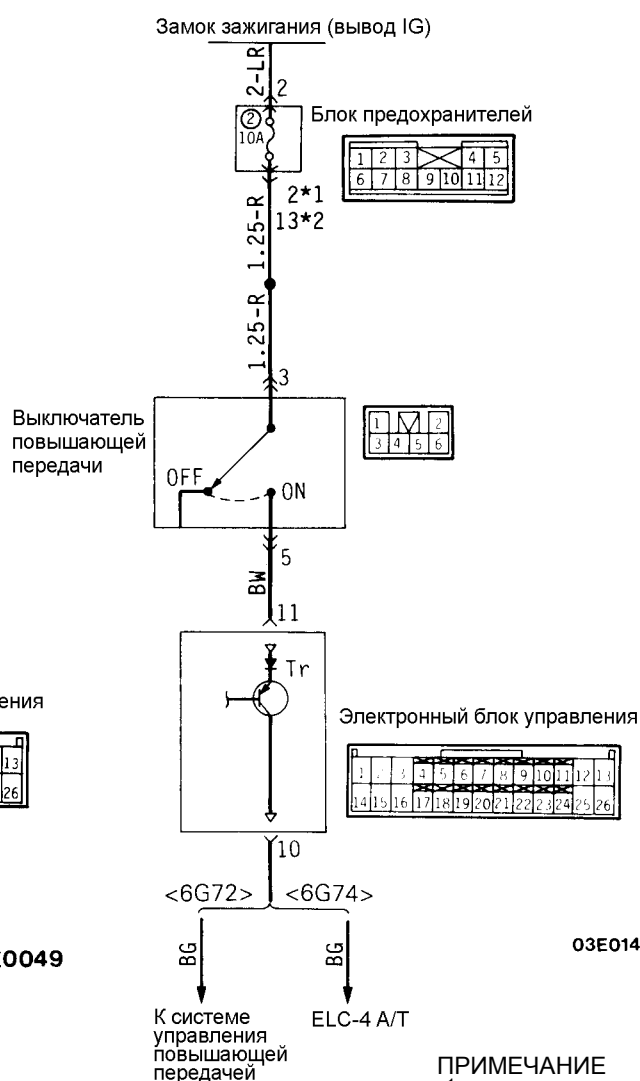 Замок зажигания (вывод IG)
2-LR
2
2
10A
Блок предохранителей
1 2 3 4 5
6 7 8 9 10 11 12
2*1
13*2
1.25-R
1.25-R
3
Выключатель
повышающей
передачи
OFF
ON
1 2
3 4 5 6
5
BW
11
Tr
ения
13
26
Электронный блок управления
1 2 3 4 5 6 7 8 9 10 11 12 13
14 15 16 17 18 19 20 21 22 23 24 25 26
10
<6G72> <6G74>
BG
BG
0049
03E014
К системе
управления
повышающей
передачей
ELC-4 A/T
ПРИМЕЧАНИЕ